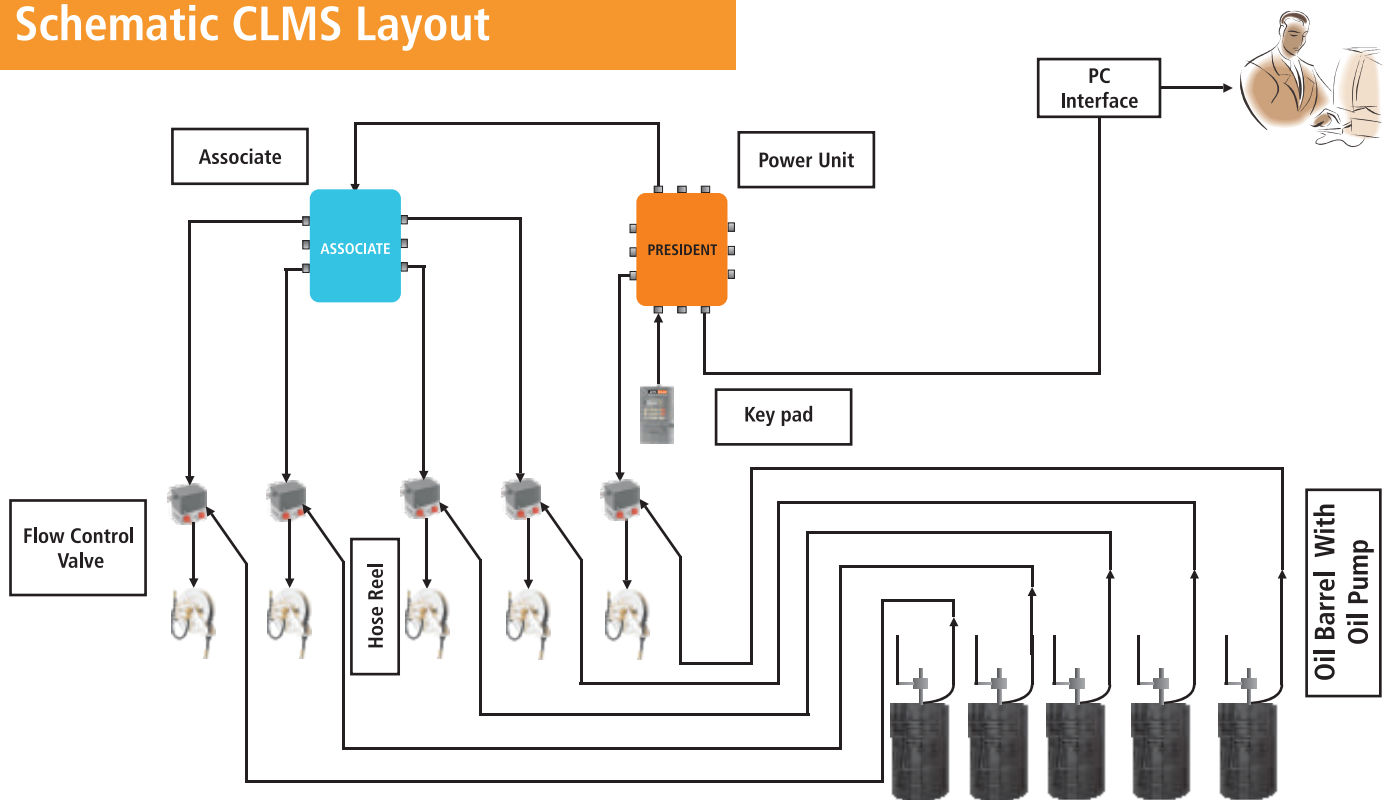 Schematic CLMS Layout
PC
Interface
Associate
Power Unit
ASSOCIATE
PRESIDENT
Key pad
Flow Control
Valve
Hose Reel
Oil Barrel With
Oil Pump